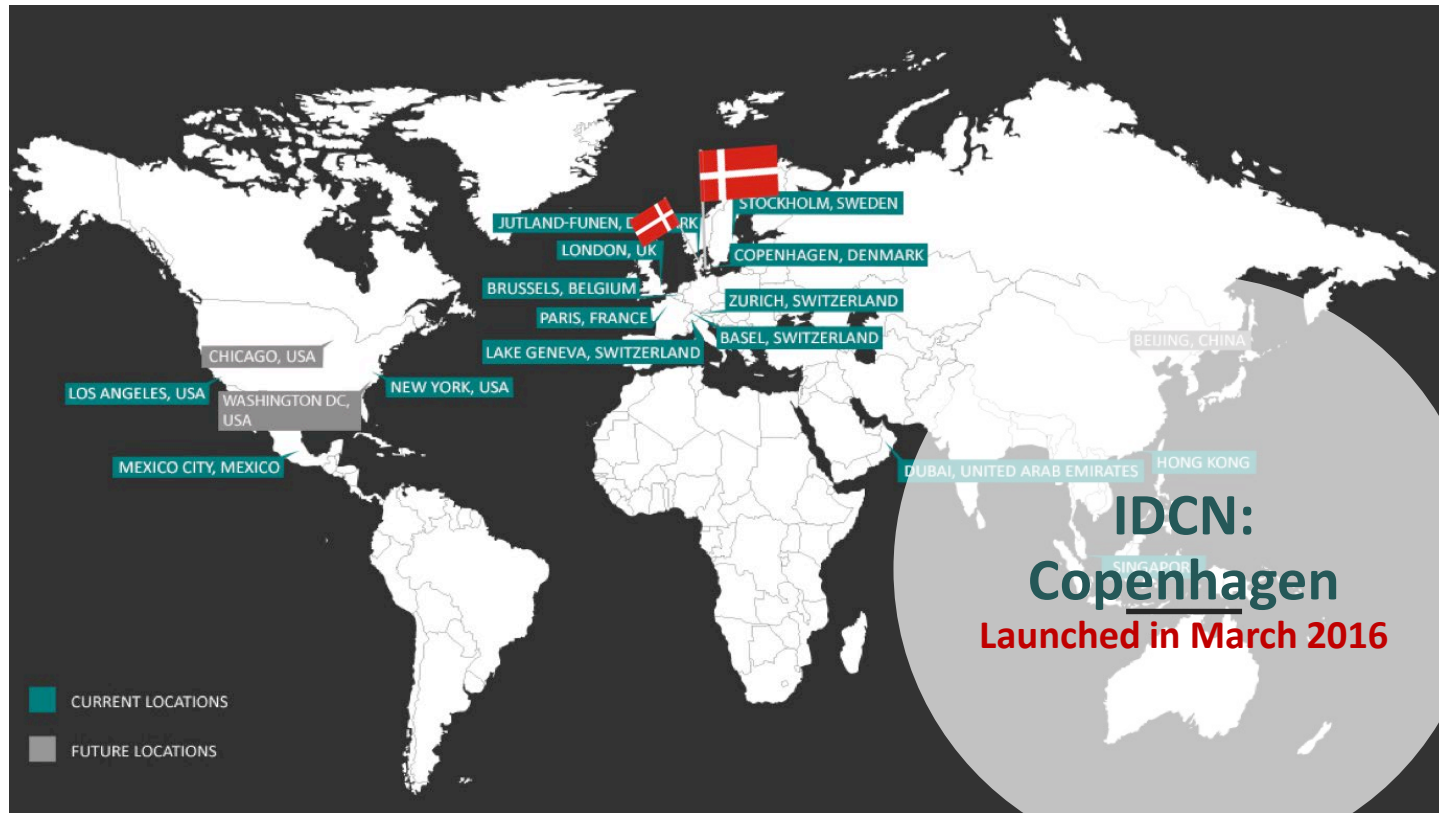 STOCKHOLM, SWEDEN
JUTLAND-FUNEN, D RK
LONDON, UK
COPENHAGEN, DENMARK
BRUSSELS, BELGIUM
ZURICH, SWITZERLAND
PARIS, FRANCE
BASEL, SWITZERLAND
LAKE GENEVA, SWITZERLAND
BEIJING, CHINA
CHICAGO, USA
LOS ANGELES, USA
NEW YORK, USA
WASHINGTON DC,
USA
MEXICO CITY, MEXICO
DUBAI, UNITED ARAB EMIRATES
HONG KONG
IDCN:
SINGAPOR
Copenhagen
Launched in March 2016
CURRENT LOCATIONS
FUTURE LOCATIONS